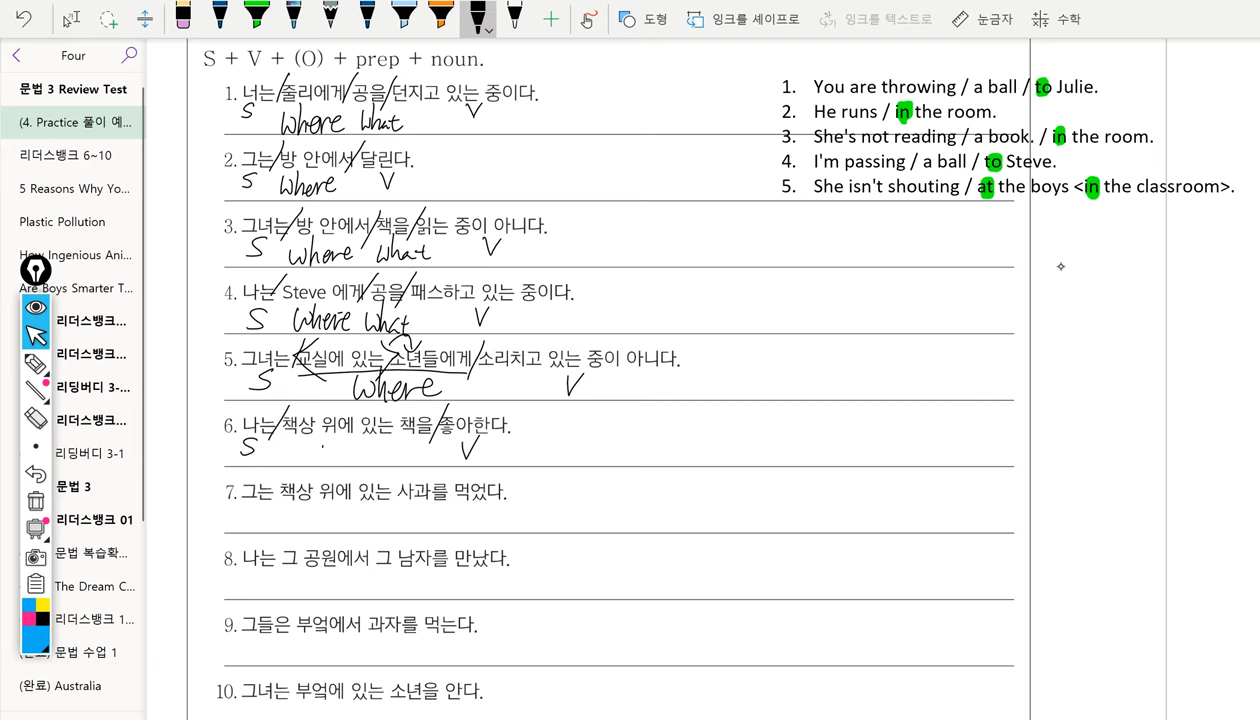 도형
잉크를 셰이프로
잉크를 텍스트로
눈금자
수학
Four
문법 3 Review Test
(4. Practice 풀이 예...
리더스뱅크 6~10
5 Reasons Why Yo...
Plastic Pollution
How Ingenious Ani...
Are Boys Smarter T...
리더스뱅크...
리더스뱅크...
리딩버디 3-...
리더스뱅크...
리딩버디 3-1
문법 3
리더스뱅크 01
문법 복습확...
The Dream C...
리더스뱅크 1...
문법 수업 1
(완료) Australia
S + V + (O) + prep + noun.
1. 너는/줄리에게/공을/던지고 있는 중이다.
S where what V
2. 그는/방 안에서/달린다.
S where V
3. 그녀는/방 안에서/책을/읽는 중이 아니다.
S where what V
4. 나는/Steve 에게/공을/패스하고 있는 중이다.
S where what V
5. 그녀는/<교실에 있는 소년들에게/소리치고 있는 중이 아니다.
S where V
6. 나는/책상 위에 있는 책을/좋아한다.
S V
7. 그는 책상 위에 있는 사과를 먹었다.
8. 나는 그 공원에서 그 남자를 만났다.
9. 그들은 부엌에서 과자를 먹는다.
10. 그녀는 부엌에 있는 소년을 안다.
1. You are throwing / a ball / to Julie.
2. He runs / in the room.
3. She's not reading / a book. / in the room.
4. I'm passing / a ball / to Steve.
5. She isn't shouting / at the boys <in the classroom>.